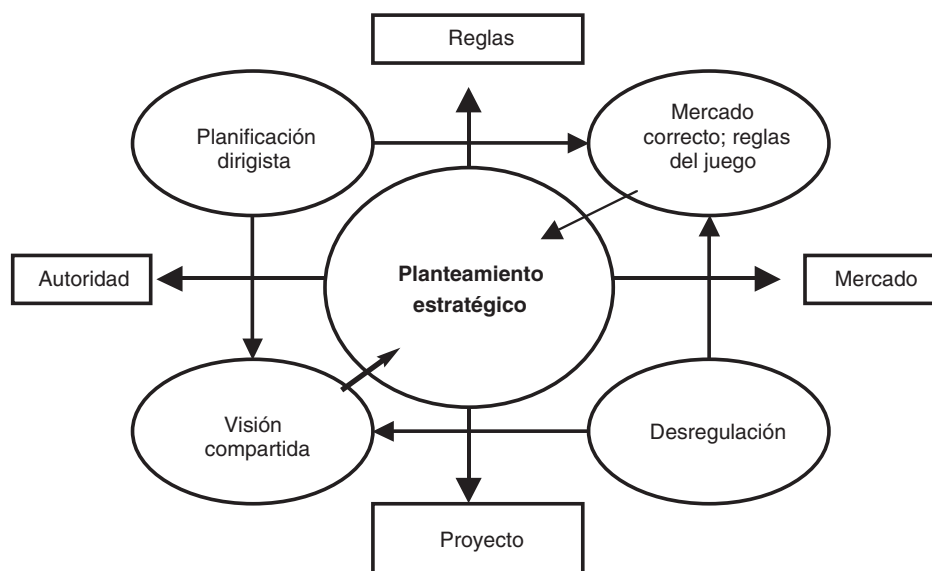 Reglas
Planificación
dirigista
Mercado
correcto; reglas
del juego
Autoridad
Planteamiento
estratégico
Mercado
Visión
compartida
Desregulación
Proyecto